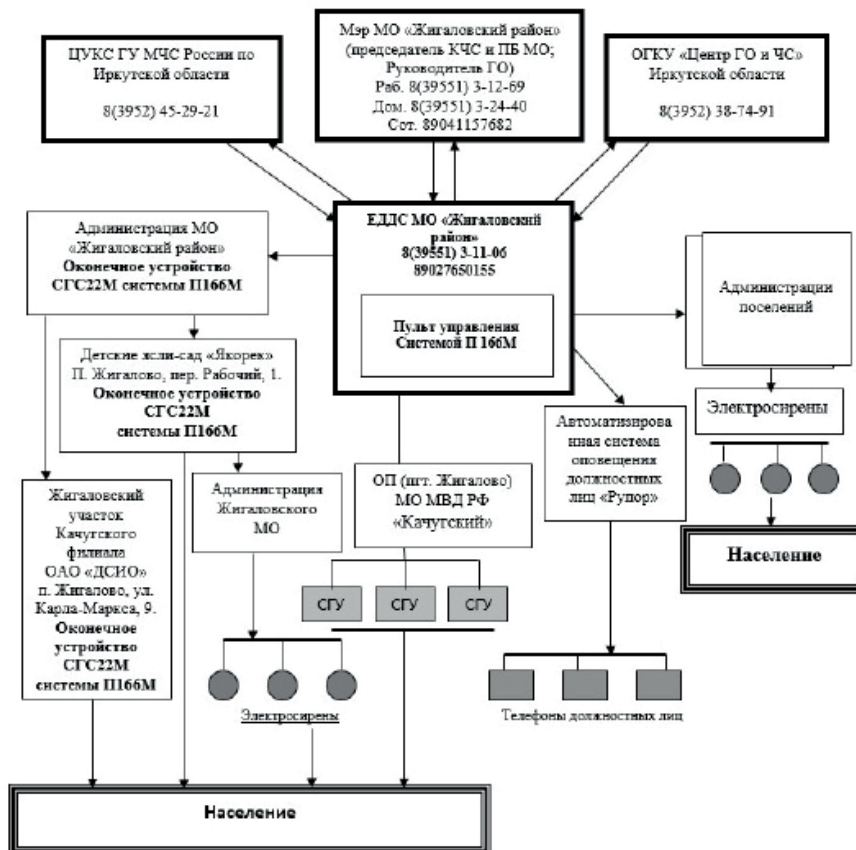 ЦУКС ГУ МЧС России по
Иркутской области
8(3952) 45-29-21
Мэр МО «Жигаловский район»
(председатель КЧС и ПБ МО;
Руководитель ГО)
Раб. 8(39551) 3-12-69
Дом. 8(39551) 3-24-40
Сот. 89041157682
ОГКУ «Центр ГО и ЧС»
Иркутской области
8(3952) 38-74-91
ЕДДС МО «Жигаловский
район»
8(39551) 3-11-06
89027650155
Пульт управления
Системой П 166М
Администрация МО
«Жигаловский район»
Оконечное устройство
СГС22М системы П166М
Администрации
поселений
Детские ясли-сад «Якорек»
П. Жигалово, пер. Рабочий, 1.
Оконечное устройство
СГС22М
системы П166М
Электросирены
Автоматизирова
нная система
оповещения
должностных
лиц «Рупор»
Жигаловский
участок
Качугского
филиала
ОАО «ДСИО»
п. Жигалово, ул.
Карла-Маркса, 9.
Оконечное
устройство
СГС22М
системы П166М
Администрация
Жигаловского
МО
ОП (пгт. Жигалово)
МО МВД РФ
«Качугский»
Население
СГУ
СГУ
СГУ
Электросирены
Телефоны должностных лиц
Население